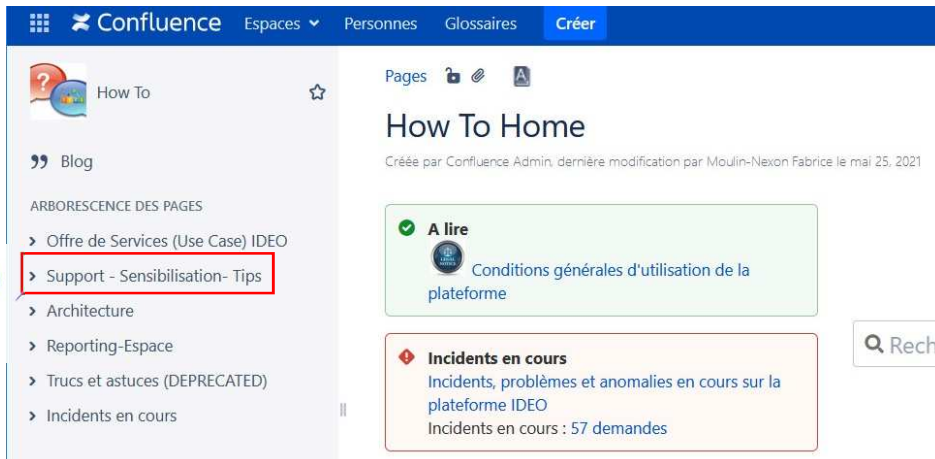 Confluence Espaces Personnes Glossaires Créer
How To
Blog
ARBORESCENCE DES PAGES
Offre de Services (Use Case) IDEO
Support - Sensibilisation- Tips
Architecture
Reporting-Espace
Trucs et astuces (DEPRECATED)
Incidents en cours
Pages
How To Home
Créée par Confluence Admin, dernière modification par Moulin-Nexon Fabrice le mai 25, 2021
A lire
Conditions générales d'utilisation de la
plateforme
Incidents en cours
Incidents, problèmes et anomalies en cours sur la
plateforme IDEO
Incidents en cours : 57 demandes
Rech